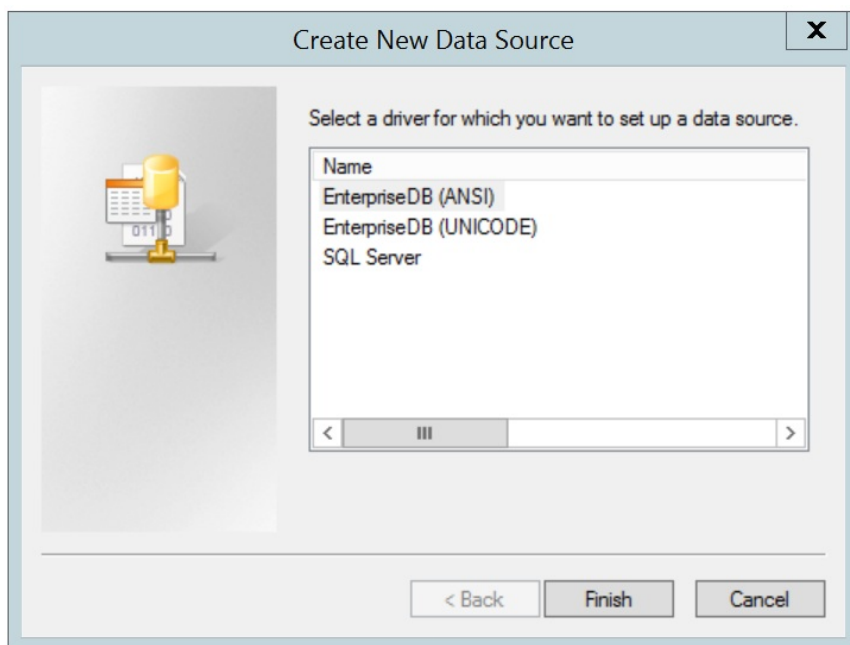 Create New Data Source
X
Select a driver for which you want to set up a data source.
Name
EnterpriseDB (ANSI)
EnterpriseDB (UNICODE)
SQL Server
< Back
Finish
Cancel